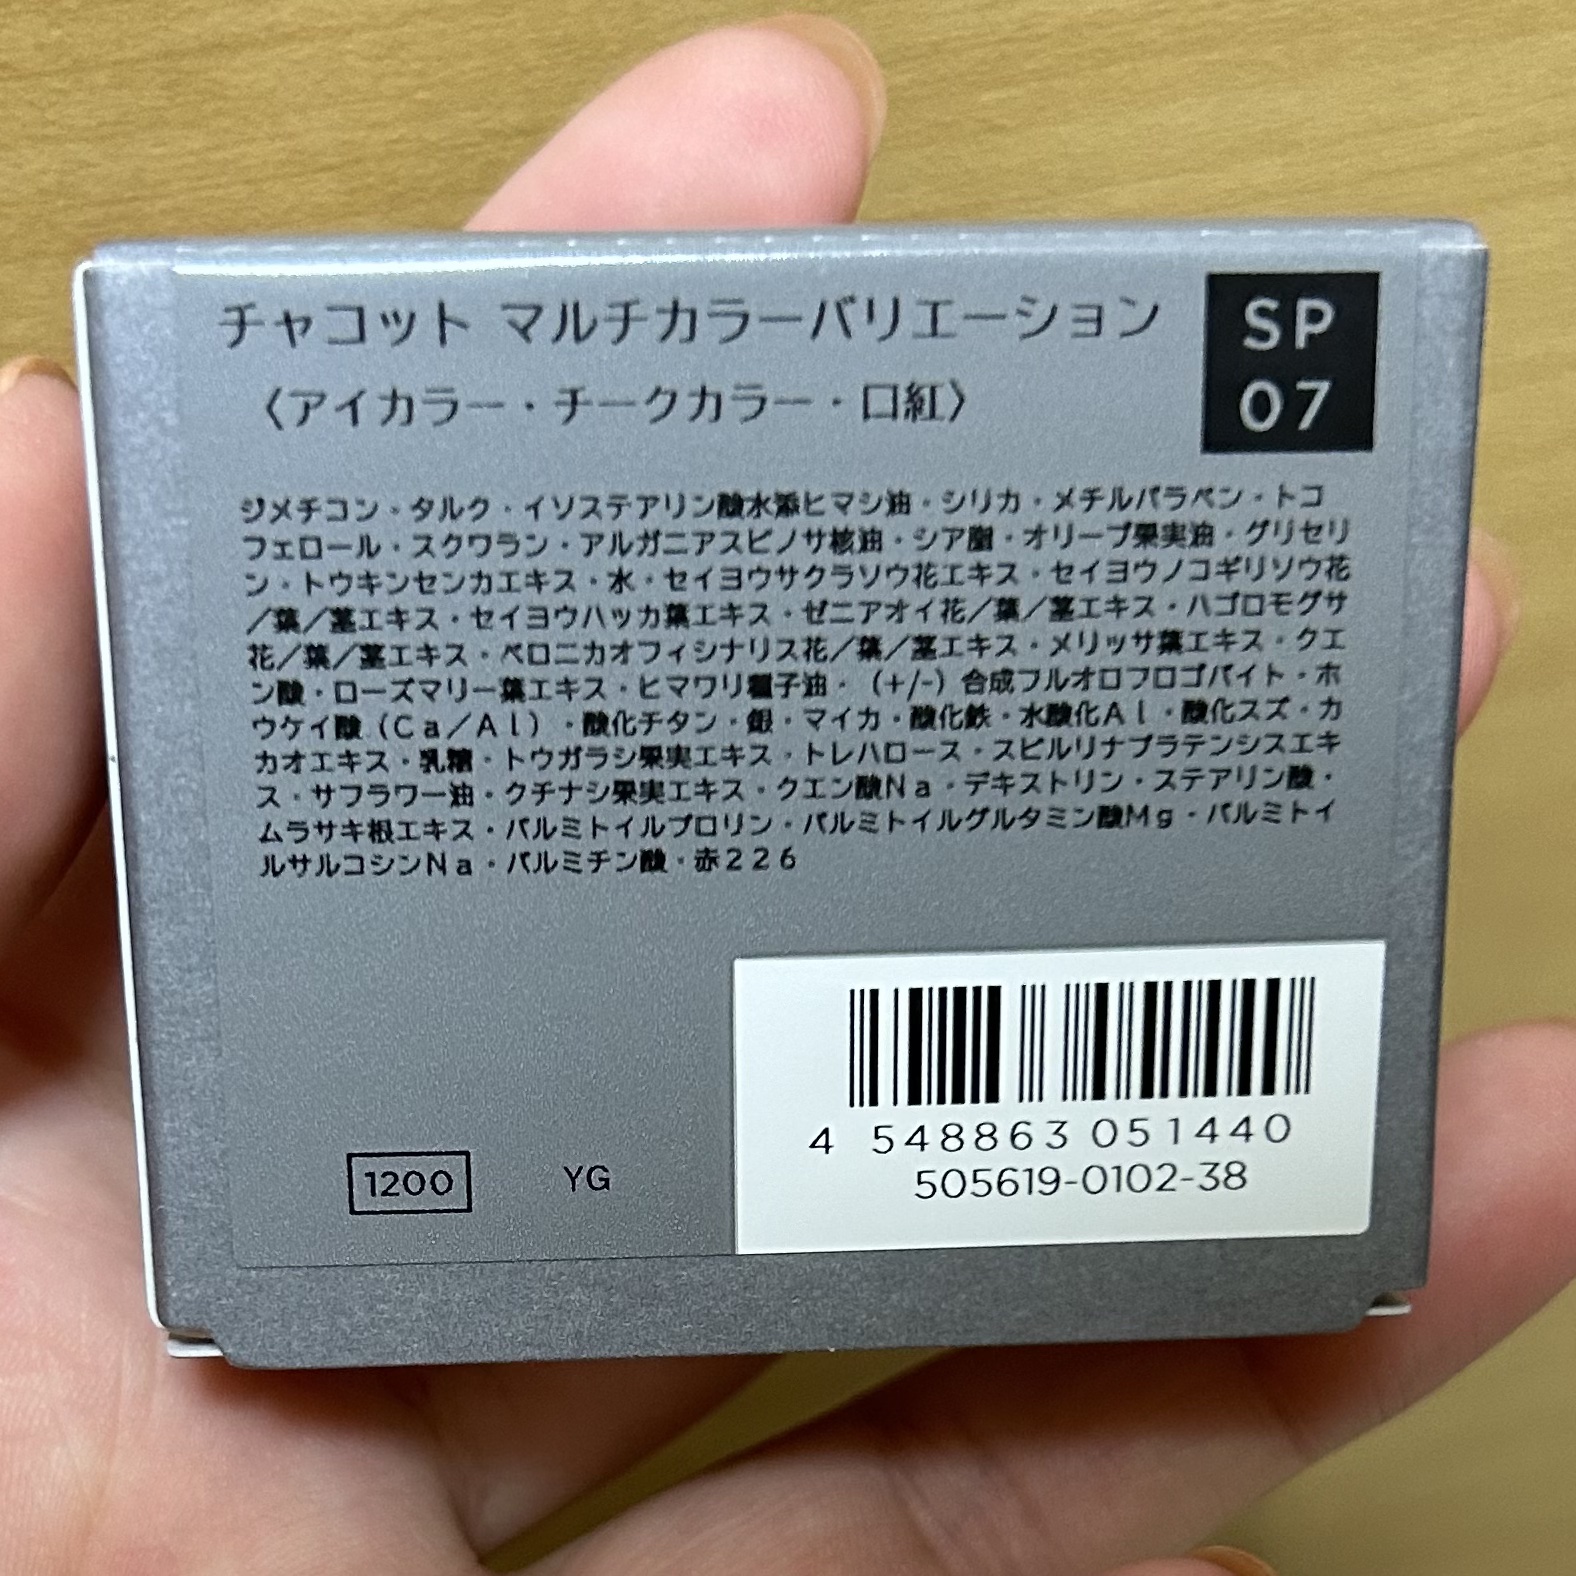 チャコット マルチカラーバリエーション
〈アイカラー・チークカラー・口紅〉
SP
07
ジメチコン・タルク・イソステアリン酸水添ヒマシ油・シリカ・メチルパラベン・トコ
フェロール・スクワラン・アルガニアスピノサ核油・シア脂・オリーブ果実油・グリセリ
ン・トウキンセンカエキス・水・セイヨウサクラソウ花エキス・セイヨウノコギリソウ花
/葉/茎エキス・セイヨウハッカ葉エキス・ゼニアオイ花/葉/茎エキス・ハゴロモグサ
花/葉/茎エキス・ベロニカオフィシナリス花/葉/茎エキス・メリッサ葉エキス・クエ
ン酸・ローズマリー葉エキス・ヒマワリ種子油・(+/-)合成フルオロフロゴパイト・ホ
ウケイ酸(Ca/Al)・酸化チタン・銀・マイカ・酸化鉄・水酸化Al・酸化スズ・カ
カオエキス・乳糖・トウガラシ果実エキス・トレハロース・スピルリナプラテンシスエキ
ス・サフラワー油・クチナシ果実エキス・クエン酸Na・デキストリン・ステアリン酸・
ムラサキ根エキス・パルミトイルプロリン・パルミトイルグルタミン酸Mg・パルミトイ
ルサルコシンNa・パルミチン酸・赤226
4 548863 051440
505619-0102-38
1200 YG